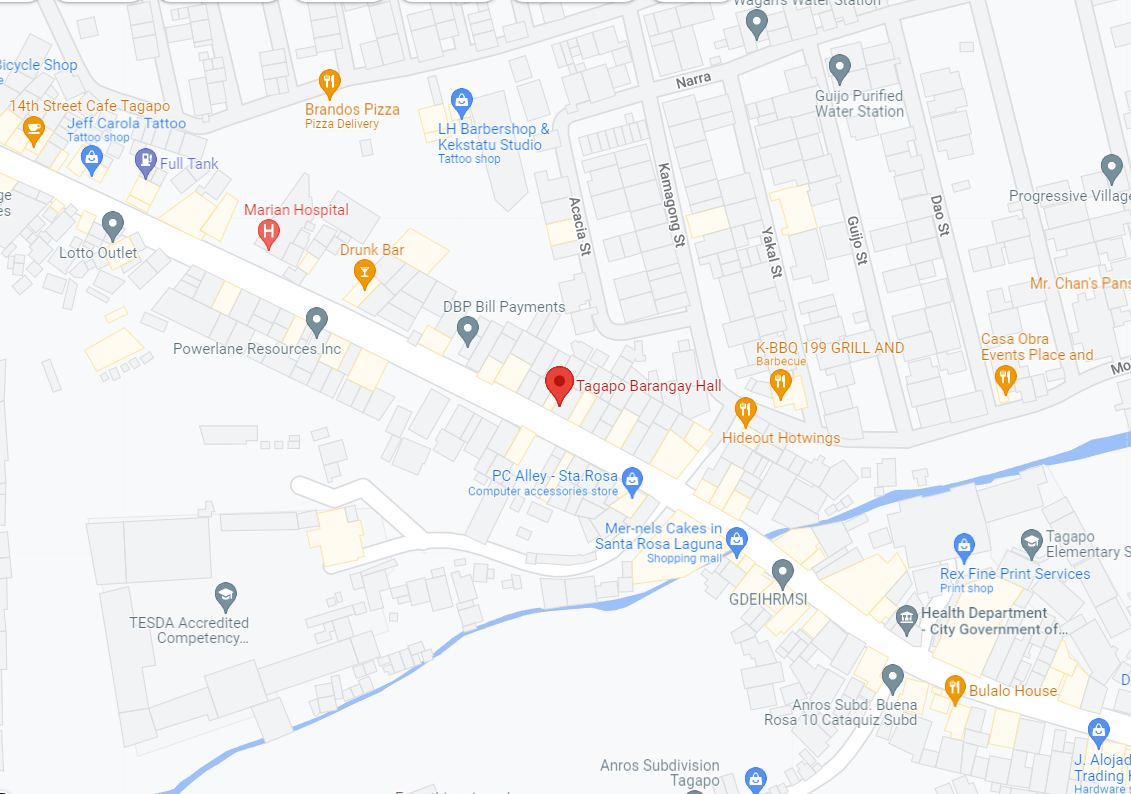 Wagan's Water Station
Narra
Bicycle Shop
Guijo Purified
Water Station
14th Street Cafe Tagapo
Brandos Pizza
Pizza Delivery
Jeff Carola Tattoo
Tattoo shop
LH Barbershop &
Kekstatu Studio
Tattoo shop
Full Tank
Kamagong St
Progressive Village
Acacia St
Yakal St
Guijo St
Dao St
Marian Hospital
H
Lotto Outlet
Drunk Bar
Mr. Chan's Pans
DBP Bill Payments
Powerlane Resources Inc
K-BBQ 199 GRILL AND
Barbecue
Casa Obra
Events Place and
Mo
Tagapo Barangay Hall
Hideout Hotwings
PC Alley - Sta.Rosa
Computer accessories store
Mer-nels Cakes in
Santa Rosa Laguna
Shopping mall
Tagapo
Elementary S
Rex Fine Print Services
Print shop
GDEIHRMSI
TESDA Accredited
Competency...
Health Department
- City Government of...
Bulalo House
Anros Subd. Buena
Rosa 10 Cataquiz Subd
Anros Subdivision
Tagapo
J. Alojad
Trading H
Hardware s